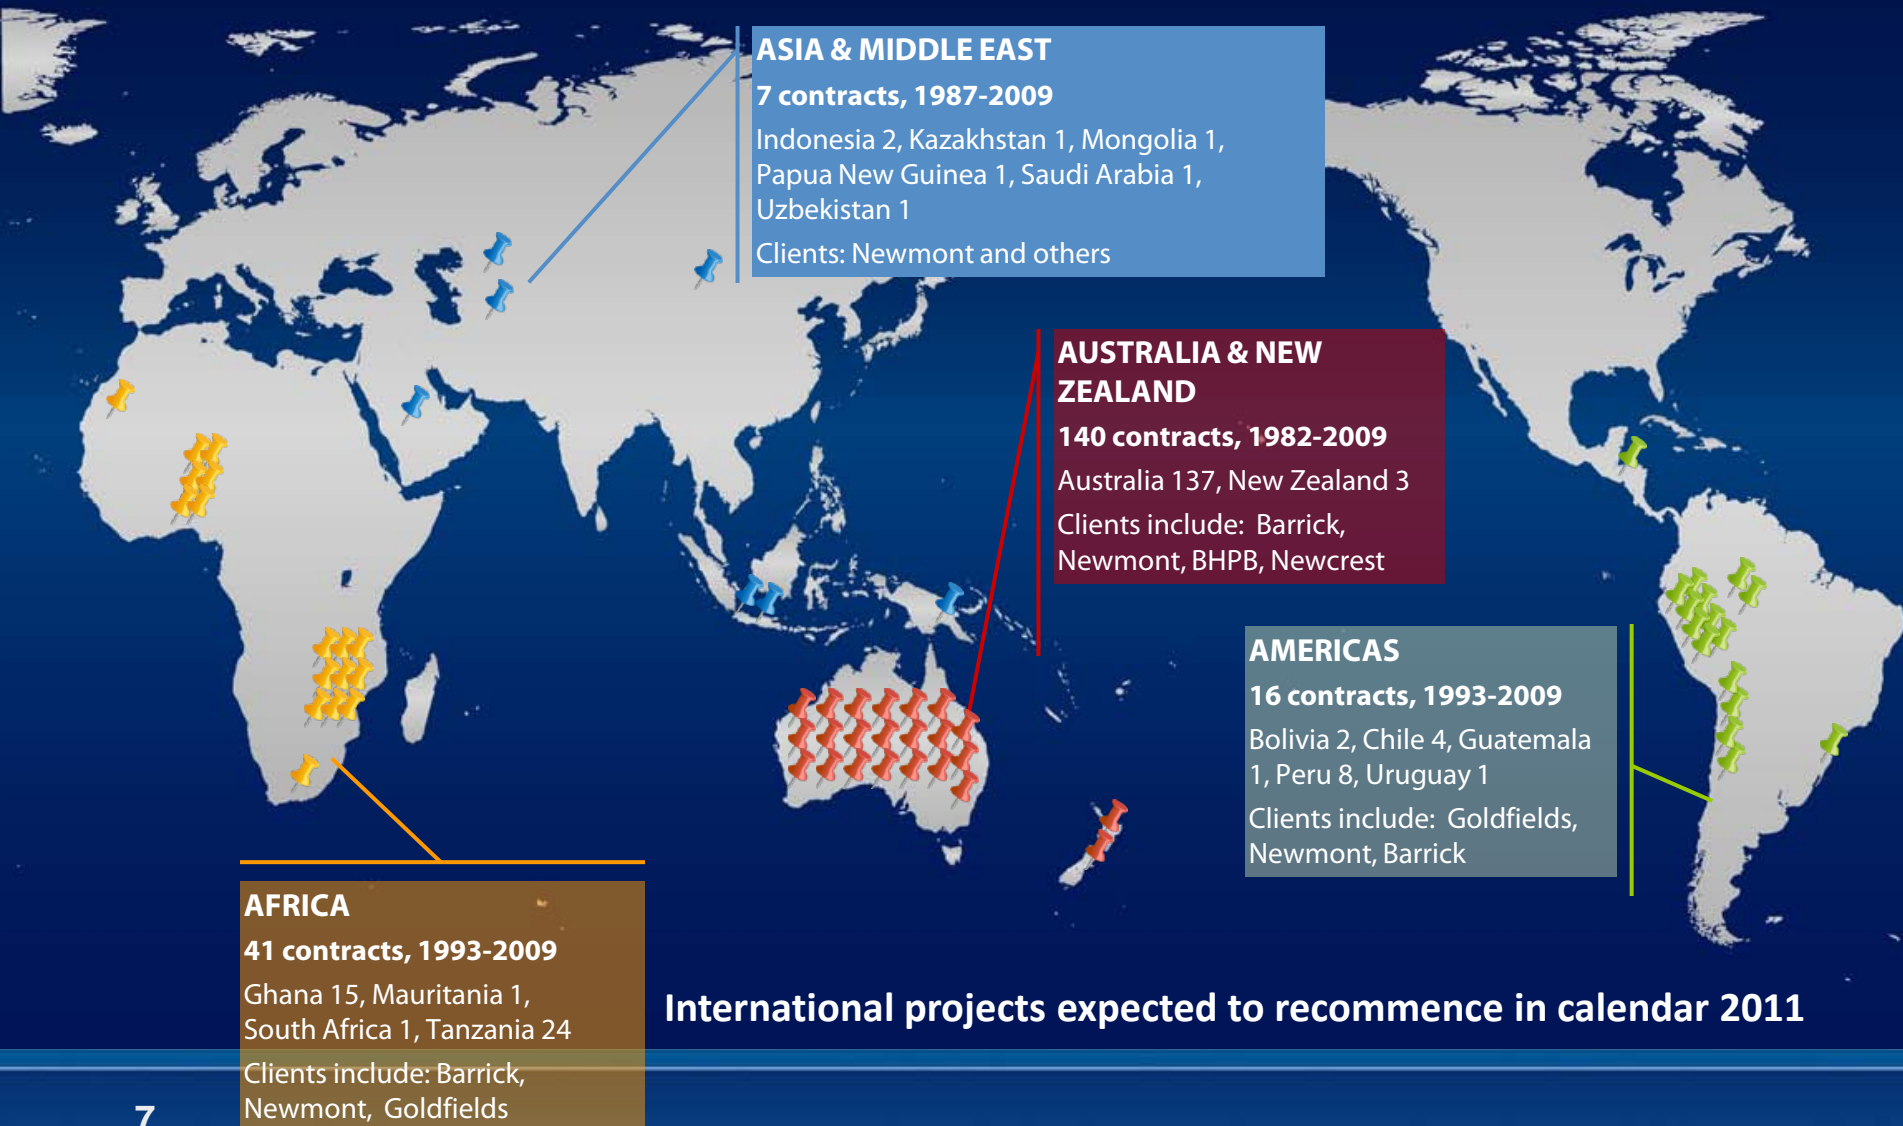 ASIA & MIDDLE EAST
7 contracts, 1987-2009
Indonesia 2, Kazakhstan 1, Mongolia 1,
Papua New Guinea 1, Saudi Arabia 1,
Uzbekistan 1
Clients: Newmont and others
AUSTRALIA & NEW
ZEALAND
140 contracts, 1982-2009
Australia 137, New Zealand 3
Clients include:  Barrick,
Newmont, BHPB, Newcrest
AMERICAS
16 contracts, 1993-2009
Bolivia 2, Chile 4, Guatemala
1, Peru 8, Uruguay 1
Clients include:  Goldfields,
Newmont, Barrick
AFRICA
41 contracts, 1993-2009
Ghana 15, Mauritania 1,
South Africa 1, Tanzania 24
Clients include: Barrick,
Newmont,  Goldfields
International projects expected to recommence in calendar 2011
7